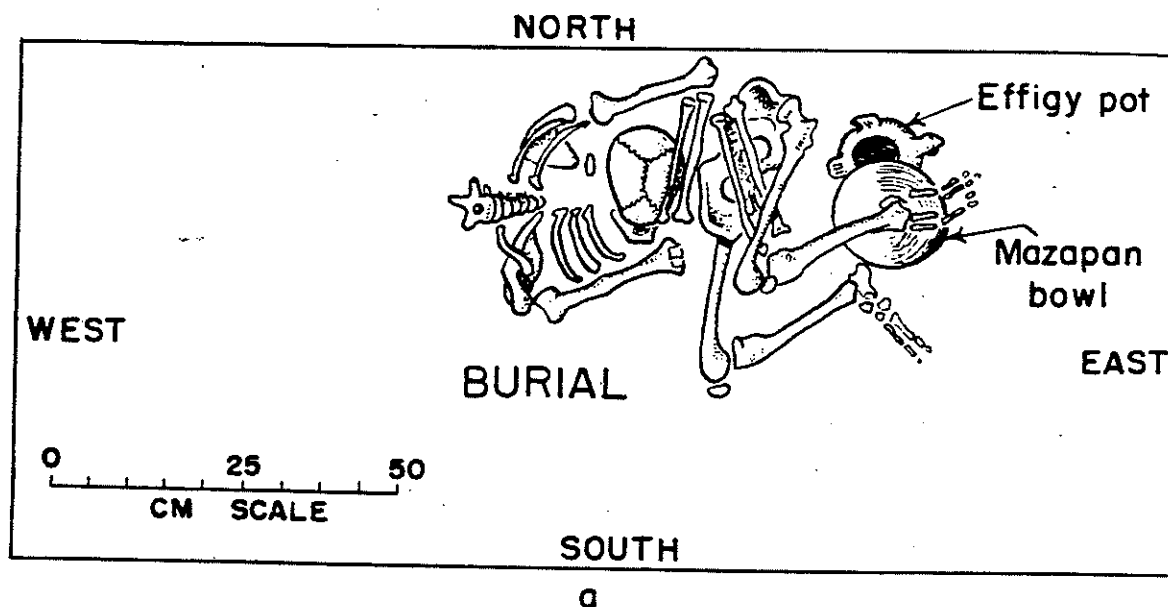 NORTH
Effigy pot
Mazapan
bowl
WEST
EAST
BURIAL
0 25 50
CM SCALE
SOUTH
a